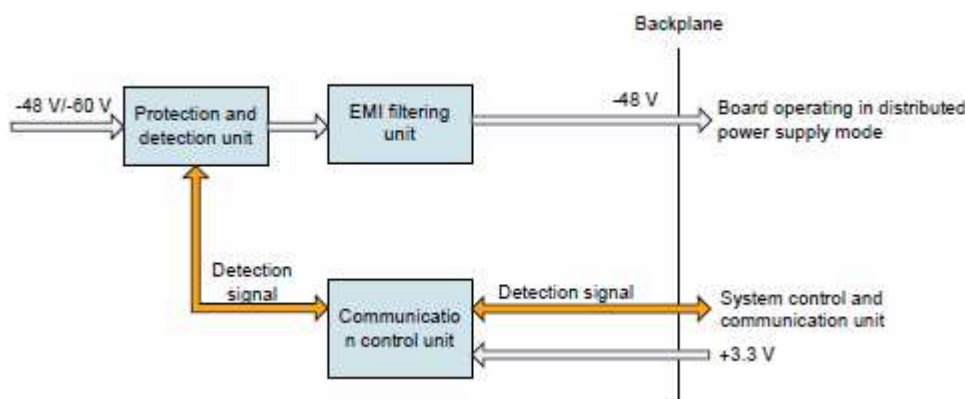 Backplane
-48 V/-60 V
Protection and
detection unit
EMI filtering
unit
-48 V
Board operating in distributed
power supply mode
Detection
signal
Communicatio
n control unit
Detection signal
System control and
communication unit
+3.3 V